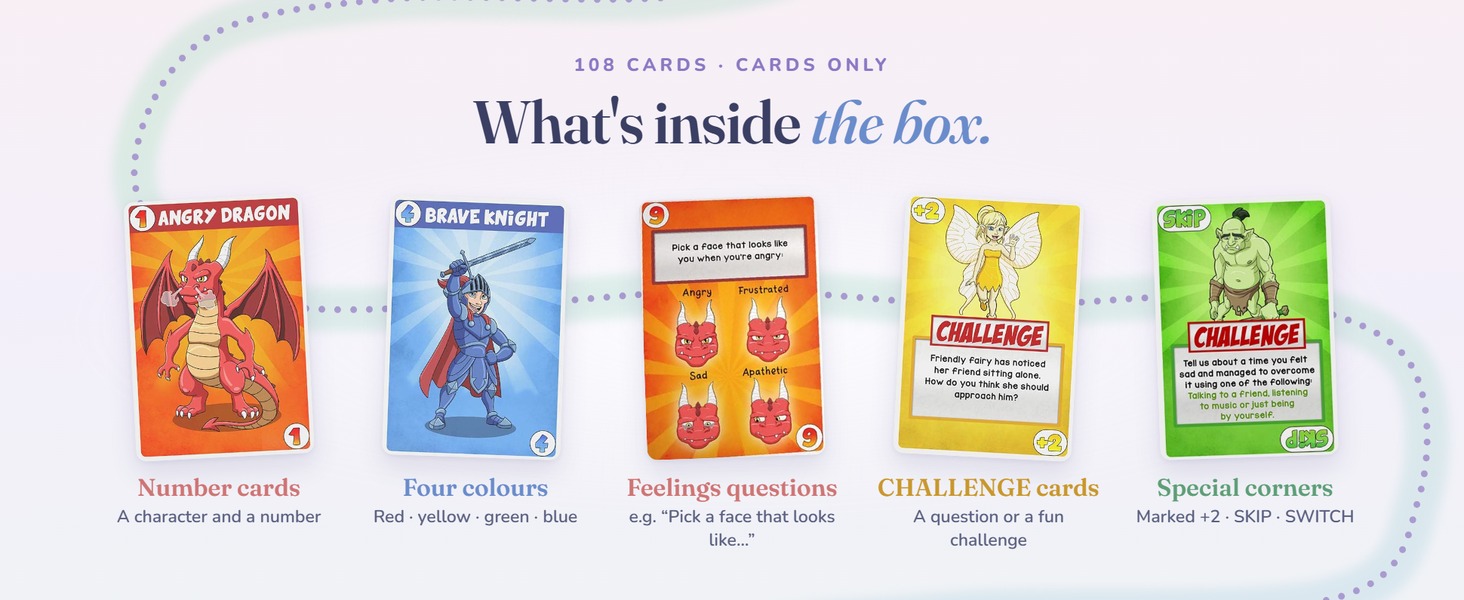 108 CARDS · CARDS ONLY
What's inside the box.
1 ANGRY DRAGON
1
4 BRAVE KNIGHT
4
9
Pick a face that looks like
you when you're angry:
Angry Frustrated
Sad Apathetic
9
+2
CHALLENGE
Friendly fairy has noticed
her friend sitting alone.
How do you think she should
approach him?
+2
SKIP
CHALLENGE
Tell us about a time you felt
sad and managed to overcome
it using one of the following:
Talking to a friend, listening
to music or just being
by yourself.
SKIP
Number cards
A character and a number
Four colours
Red · yellow · green · blue
Feelings questions
e.g. “Pick a face that looks
like…”
CHALLENGE cards
A question or a fun
challenge
Special corners
Marked +2 · SKIP · SWITCH